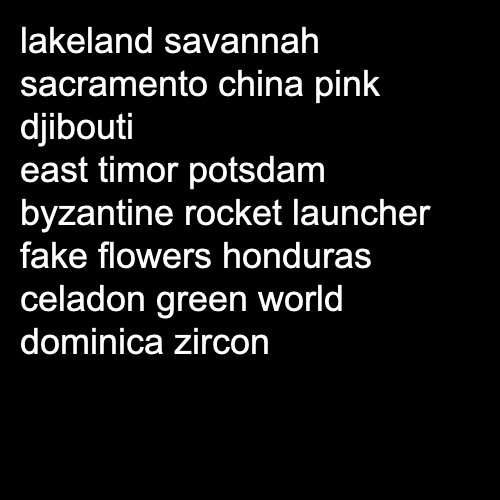 lakeland savannah
sacramento china pink
djibouti
east timor potsdam
byzantine rocket launcher
fake flowers honduras
celadon green world
dominica zircon